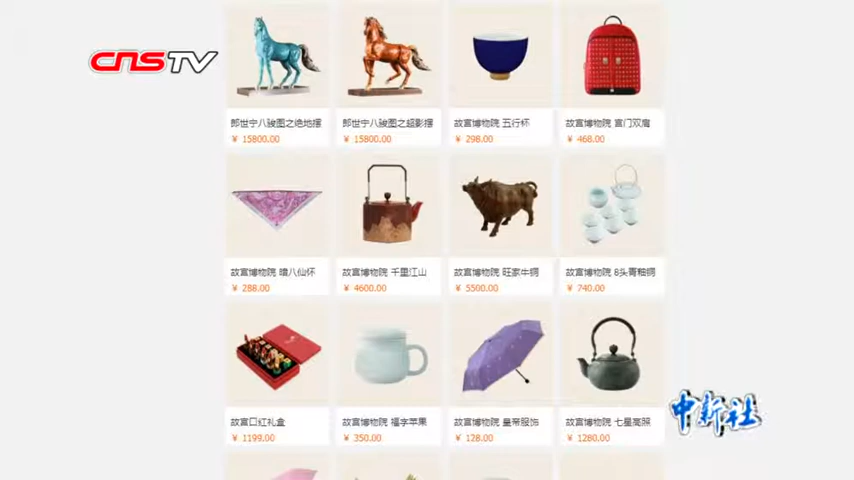 CNSTV
郎世宁八骏图之绝地摆
¥ 15800.00
郎世宁八骏图之超影摆
¥ 15800.00
故宫博物院 五行杯
¥ 298.00
故宫博物院 宫门双肩
¥ 468.00
故宫博物院 暗八仙怀
¥ 288.00
故宫博物院 千里江山
¥ 4600.00
故宫博物院 旺家牛铜
¥ 5500.00
故宫博物院 8头青釉铜
¥ 740.00
故宫口红礼盒
¥ 1199.00
故宫博物院 福字苹果
¥ 350.00
故宫博物院 皇帝服饰
¥ 128.00
故宫博物院 七星高照
¥ 1280.00
中新社